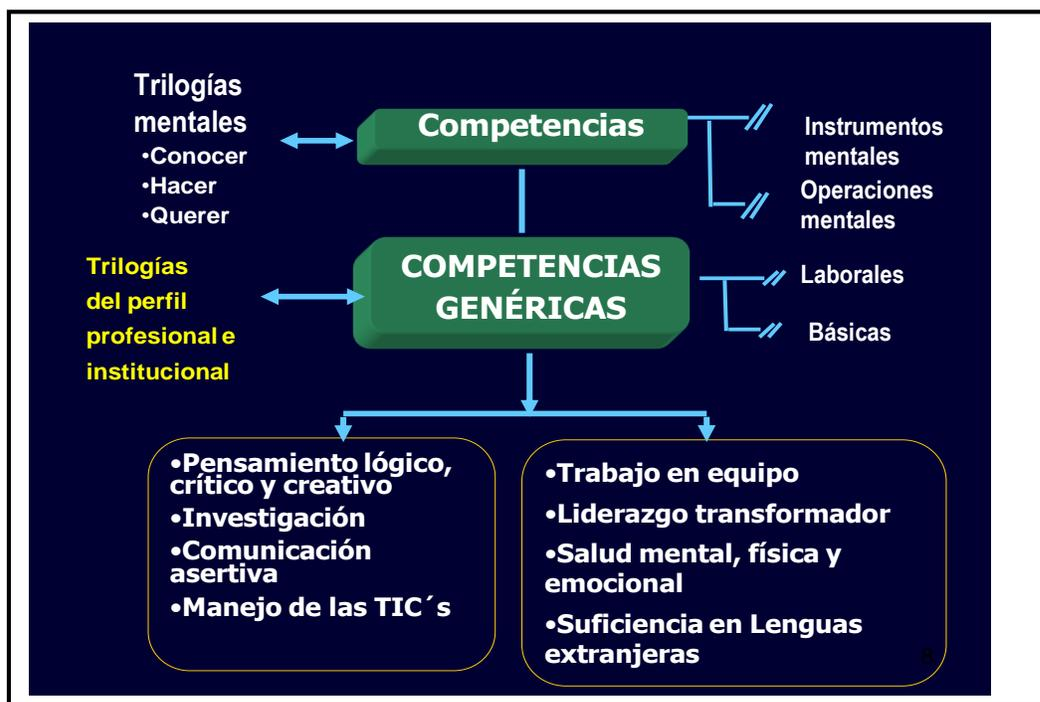 Trilogías
mentales
•Conocer
•Hacer
•Querer
Competencias
Instrumentos
mentales
Operaciones
mentales
Trilogías
del perfil
profesional e
institucional
COMPETENCIAS
GENÉRICAS
Laborales
Básicas
•Pensamiento lógico,
crítico y creativo
•Investigación
•Comunicación
asertiva
•Manejo de las TIC´s
•Trabajo en equipo
•Liderazgo transformador
•Salud mental, física y
emocional
•Suficiencia en Lenguas
extranjeras
8